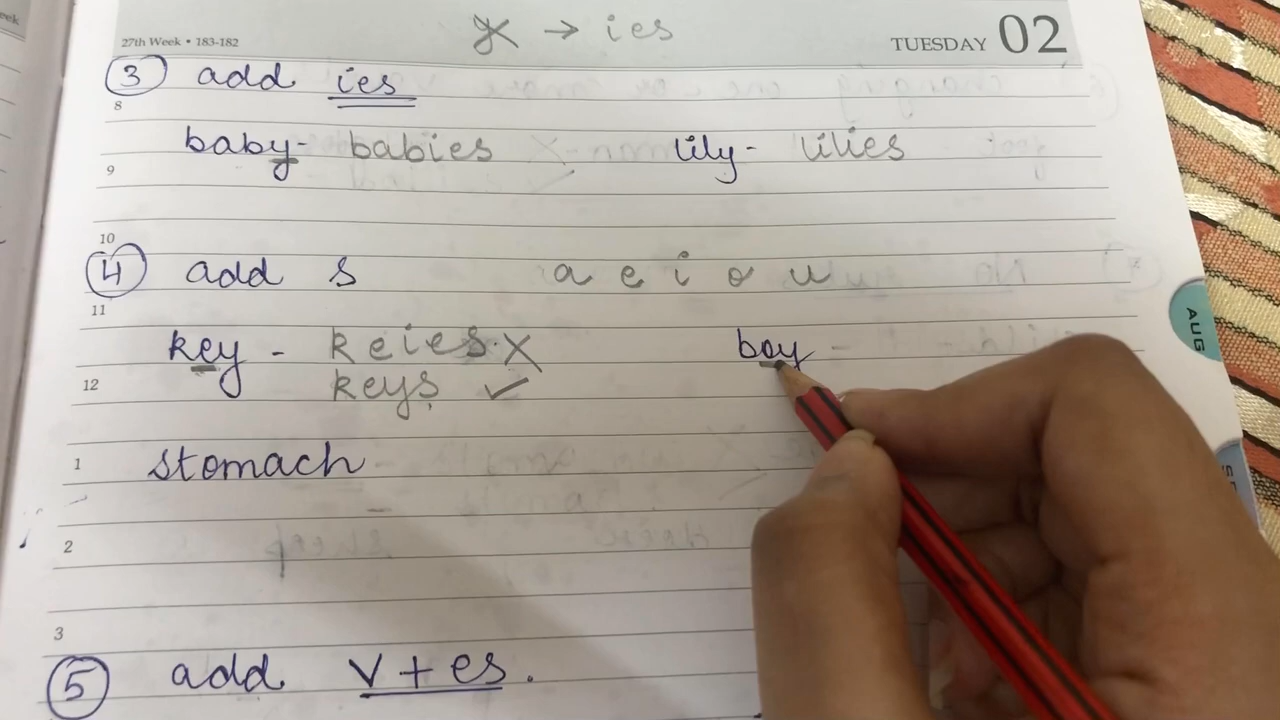 27th Week • 183-182 y → ies TUESDAY 02
3 add ies
8
baby- babies lily- lilies
9
10
4 add s a e i o u
11
key - keies. X boy
12 keys ✓
1 stomach
2
3
5 add v + es.
AUG